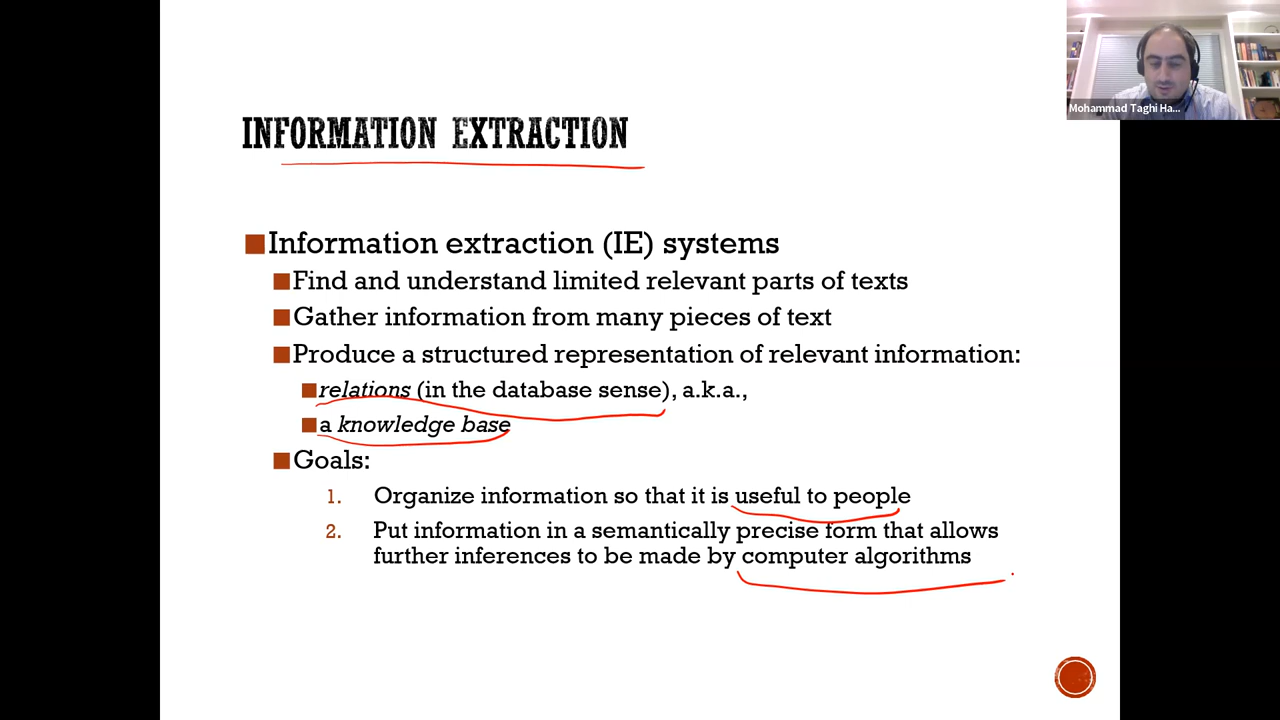 Mohammad Taghi Ha...
INFORMATION EXTRACTION
Information extraction (IE) systems
Find and understand limited relevant parts of texts
Gather information from many pieces of text
Produce a structured representation of relevant information:
relations (in the database sense), a.k.a.,
a knowledge base
Goals:
1. Organize information so that it is useful to people
2. Put information in a semantically precise form that allows
further inferences to be made by computer algorithms